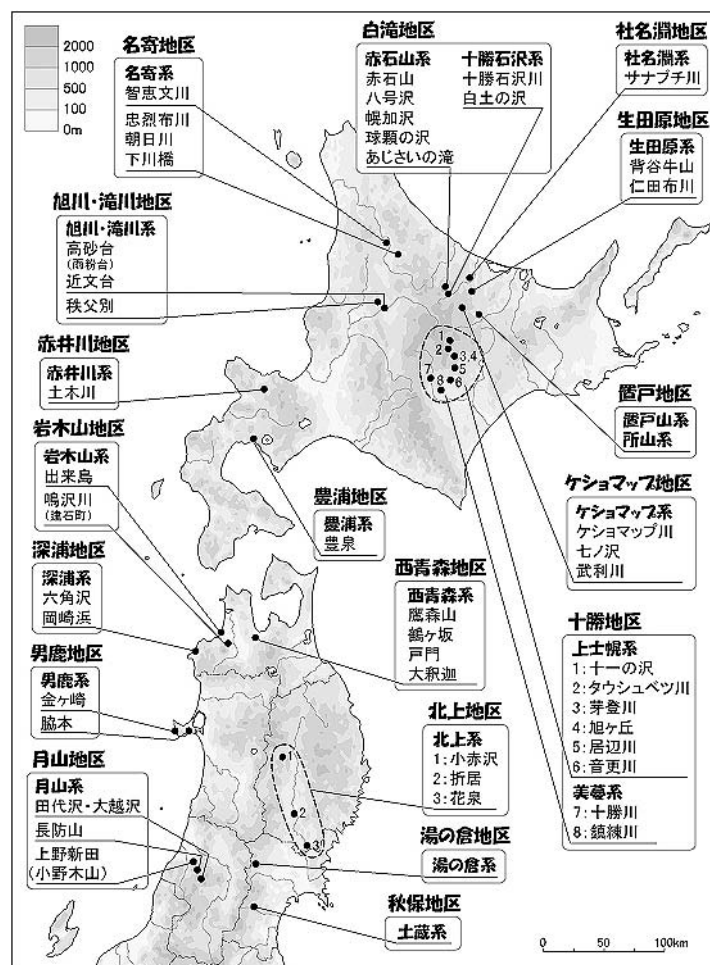 2000
1000
500
100
0m
名寄地区
名寄系
智恵文川
忠烈布川
朝日川
下川橋
白滝地区
赤石山系
赤石山
八号沢
幌加沢
球顆の沢
あじさいの滝
十勝石沢系
十勝石沢川
白土の沢
社名淵地区
社名淵系
サナブチ川
生田原地区
生田原系
背谷牛山
仁田布川
旭川・滝川地区
旭川・滝川系
高砂台
(雨粉台)
近文台
秩父別
赤井川地区
赤井川系
土木川
1
2
3,4
5
6
7
8
置戸地区
置戸山系
所山系
岩木山地区
岩木山系
出来島
鳴沢川
豊浦地区
豊浦系
豊泉
ケショマップ地区
ケショマップ系
ケショマップ川
七ノ沢
武利川
深浦地区
深浦系
六角沢
岡崎浜
西青森地区
西青森系
鷹森山
鶴ヶ坂
戸門
大釈迦
十勝地区
上士幌系
1:十一の沢
2:タウシュベツ川
3:芽登川
4:旭ヶ丘
5:居辺川
6:音更川
美蔓系
7:十勝川
8:鎮練川
男鹿地区
男鹿系
金ヶ崎
脇本
北上地区
北上系
1:小赤沢
2:折居
3:花泉
1
2
3
月山地区
月山系
田代沢・大越沢
長防山
上野新田
(小野木山)
湯の倉地区
湯の倉系
秋保地区
土蔵系
0 50 100km